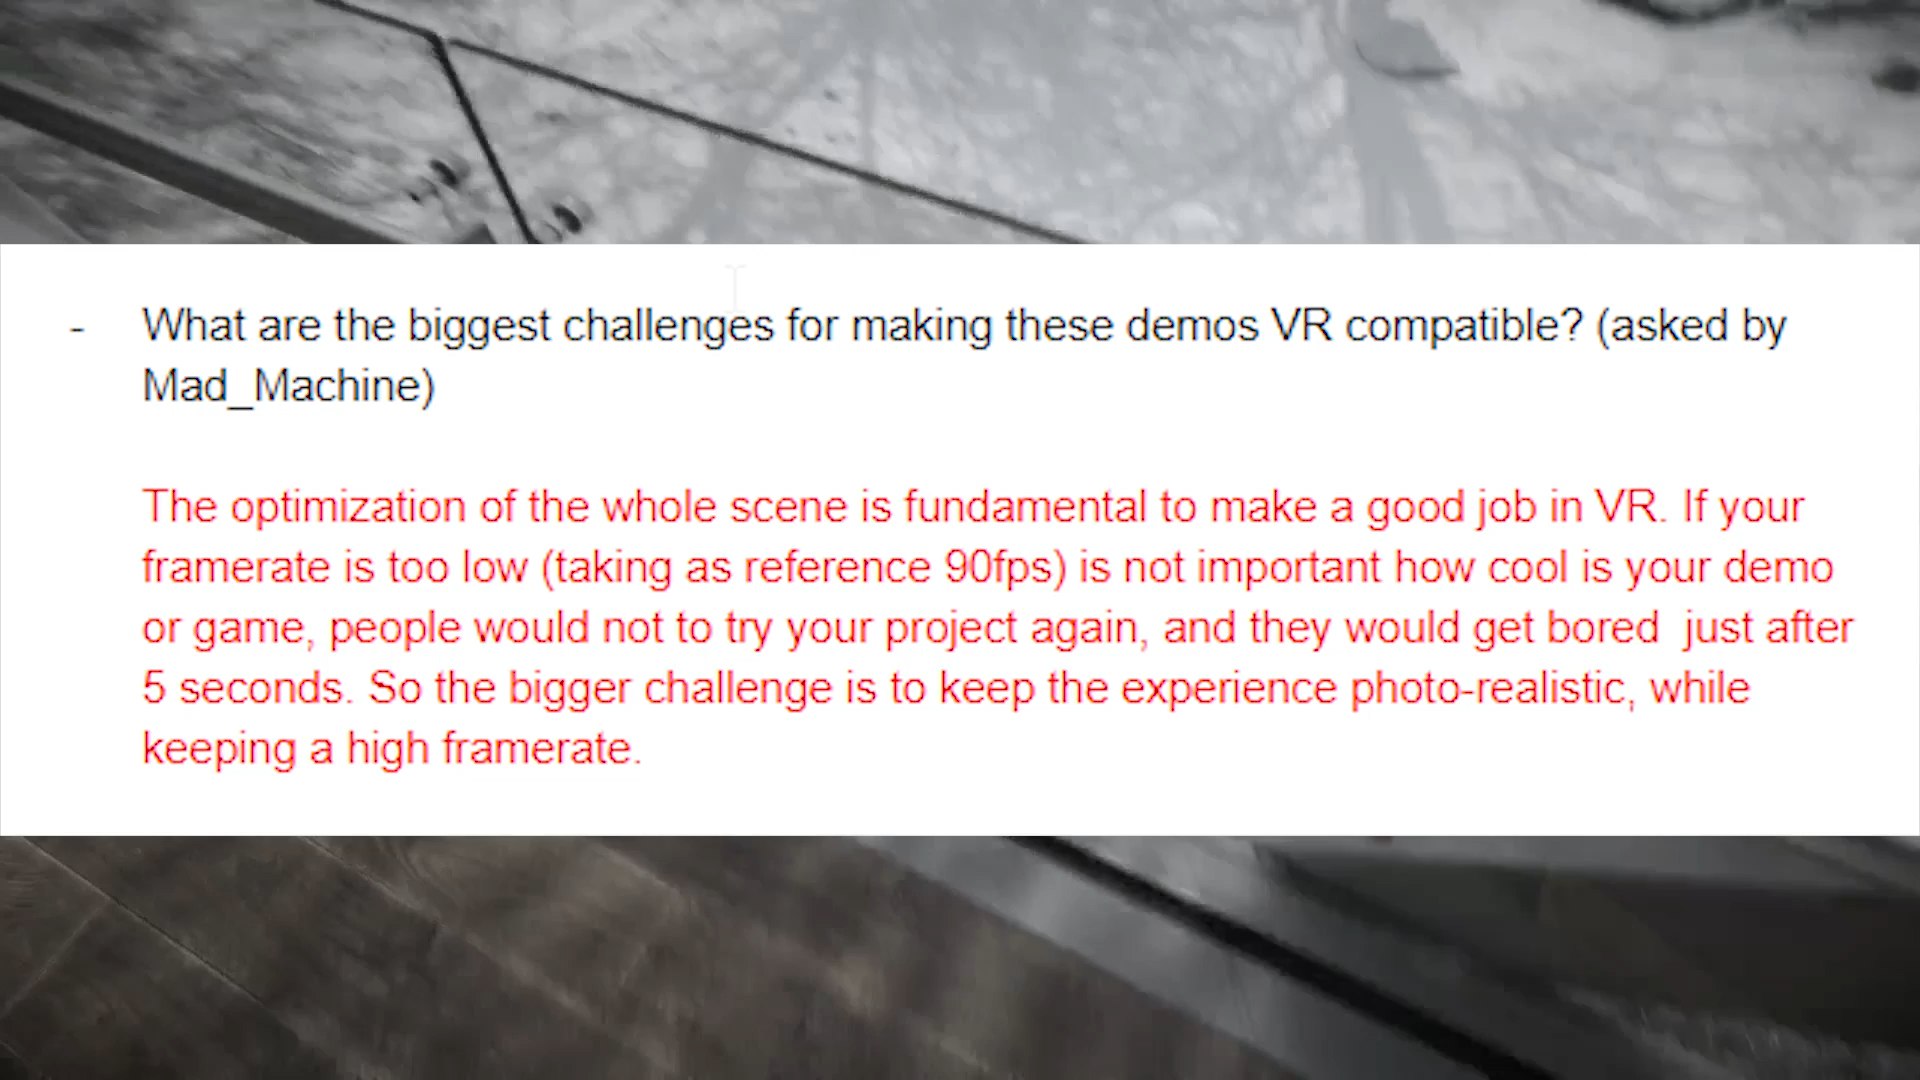 - What are the biggest challenges for making these demos VR compatible? (asked by
Mad_Machine)
The optimization of the whole scene is fundamental to make a good job in VR. If your
framerate is too low (taking as reference 90fps) is not important how cool is your demo
or game, people would not to try your project again, and they would get bored  just after
5 seconds. So the bigger challenge is to keep the experience photo-realistic, while
keeping a high framerate.